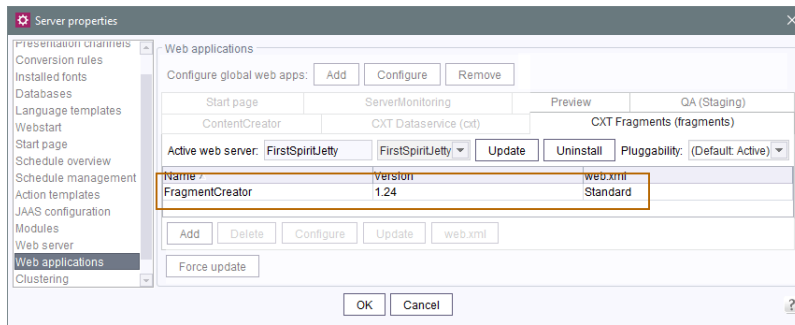 Server properties
Presentation channels
Conversion rules
Installed fonts
Databases
Language templates
Webstart
Start page
Schedule overview
Schedule management
Action templates
JAAS configuration
Modules
Web server
Web applications
Clustering
Web applications
Configure global web apps: Add Configure Remove
Start page ServerMonitoring Preview QA (Staging)
ContentCreator CXT Dataservice (cxt) CXT Fragments (fragments)
Active web server: FirstSpiritJetty FirstSpiritJetty Update Uninstall Pluggability: (Default: Active)
Name Version web.xml
FragmentCreator 1.24 Standard
Add Delete Configure Update web.xml
Force update
OK Cancel
?